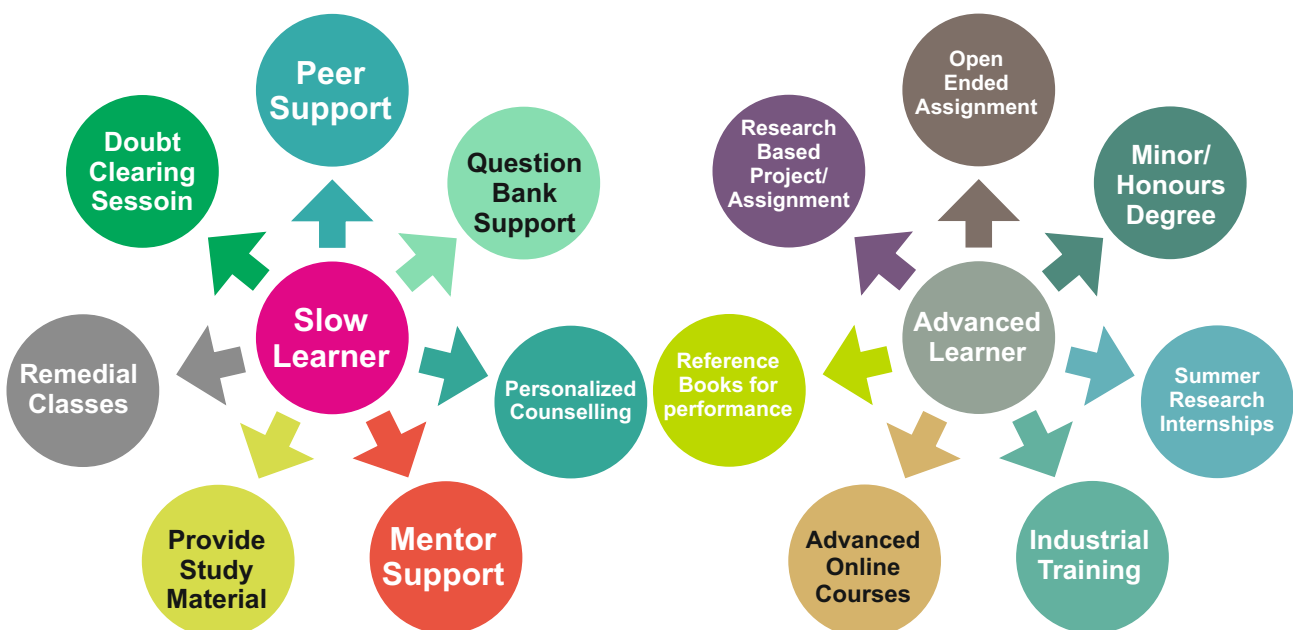 Peer
Support
Doubt
Clearing
Sessoin
Question
Bank
Support
Slow
Learner
Remedial
Classes
Personalized
Counselling
Provide
Study
Material
Mentor
Support
Open
Ended
Assignment
Research
Based
Project/
Assignment
Minor/
Honours
Degree
Advanced
Learner
Reference
Books for
performance
Summer
Research
Internships
Advanced
Online
Courses
Industrial
Training